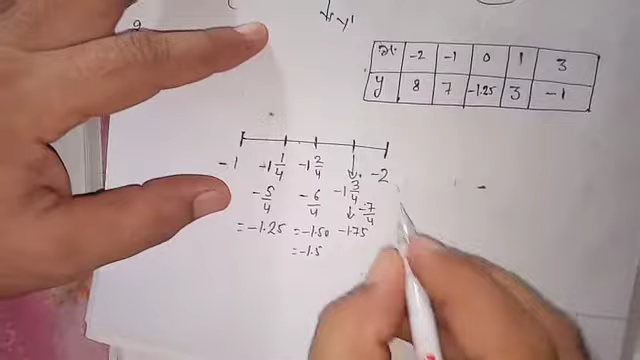 y'
x -2 -1 0 1 3
y 8 7 -1.25 3 -1
-1 -1 1/4 -1 2/4 -1 3/4 -2
-5/4 -6/4 -7/4
= -1.25 = -1.50 -1.75
= -1.5